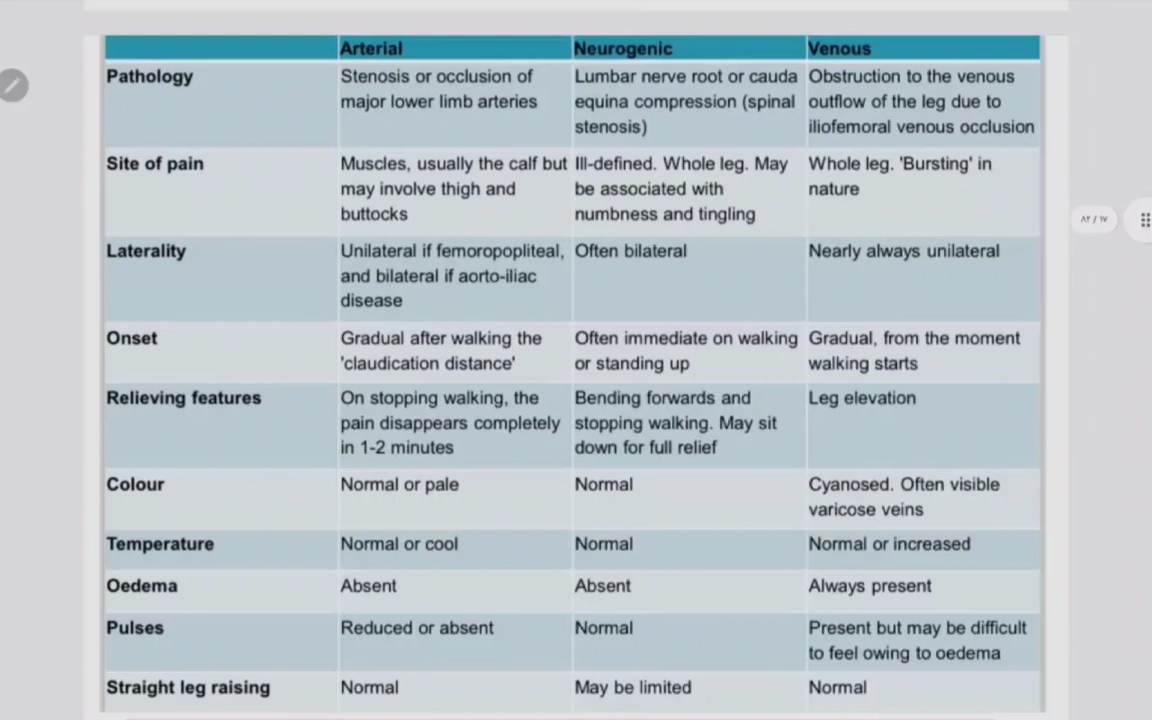 Arterial Neurogenic Venous
Pathology Stenosis or occlusion of Lumbar nerve root or cauda Obstruction to the venous
major lower limb arteries equina compression (spinal outflow of the leg due to
stenosis) iliofemoral venous occlusion
Site of pain Muscles, usually the calf but Ill-defined. Whole leg. May Whole leg. 'Bursting' in
may involve thigh and be associated with nature
buttocks numbness and tingling
Laterality Unilateral if femoropopliteal, Often bilateral Nearly always unilateral
and bilateral if aorto-iliac
disease
Onset Gradual after walking the Often immediate on walking Gradual, from the moment
'claudication distance' or standing up walking starts
Relieving features On stopping walking, the Bending forwards and Leg elevation
pain disappears completely stopping walking. May sit
in 1-2 minutes down for full relief
Colour Normal or pale Normal Cyanosed. Often visible
varicose veins
Temperature Normal or cool Normal Normal or increased
Oedema Absent Absent Always present
Pulses Reduced or absent Normal Present but may be difficult
to feel owing to oedema
Straight leg raising Normal May be limited Normal
٨٢ / ١٧